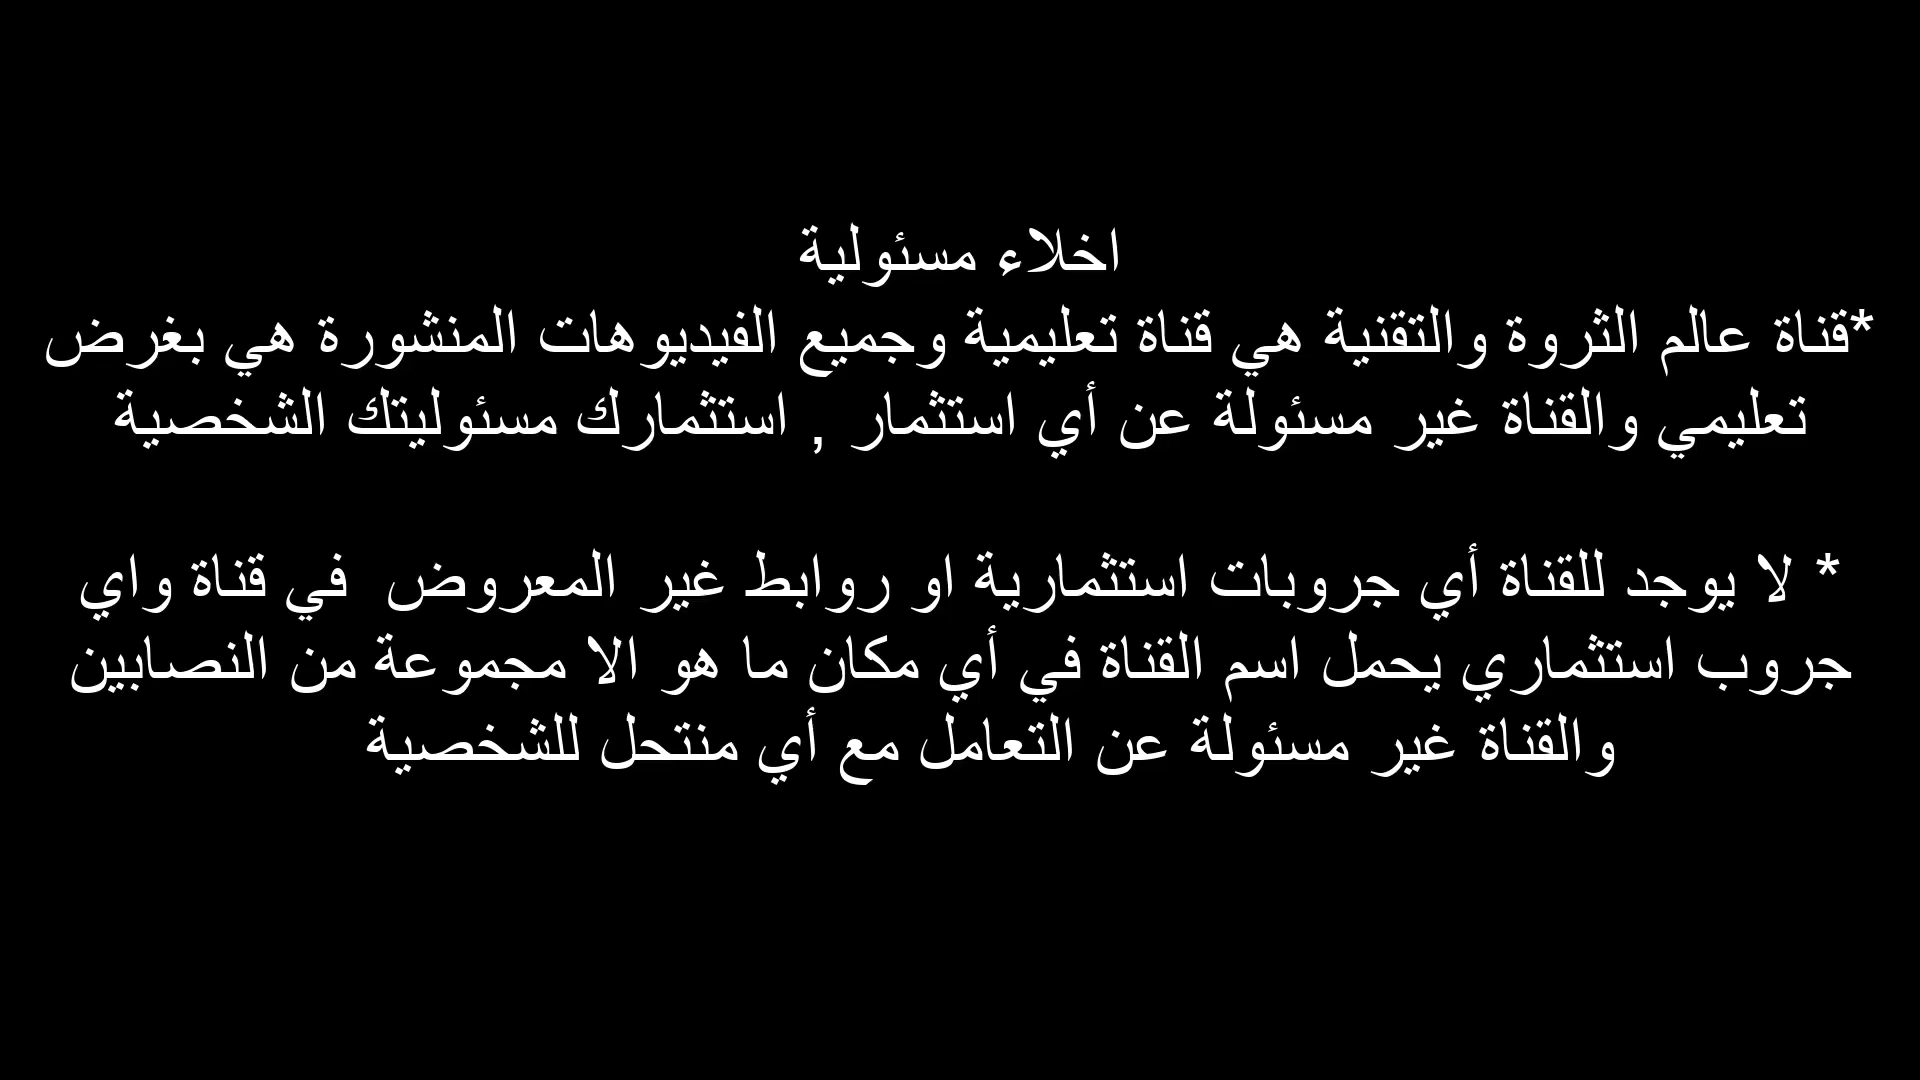 اخلاء مسئولية
*قناة عالم الثروة والتقنية هي قناة تعليمية وجميع الفيديوهات المنشورة هي بغرض
تعليمي والقناة غير مسئولة عن أي استثمار , استثمارك مسئوليتك الشخصية
* لا يوجد للقناة أي جروبات استثمارية او روابط غير المعروض في قناة واي
جروب استثماري يحمل اسم القناة في أي مكان ما هو الا مجموعة من النصابين
والقناة غير مسئولة عن التعامل مع أي منتحل للشخصية